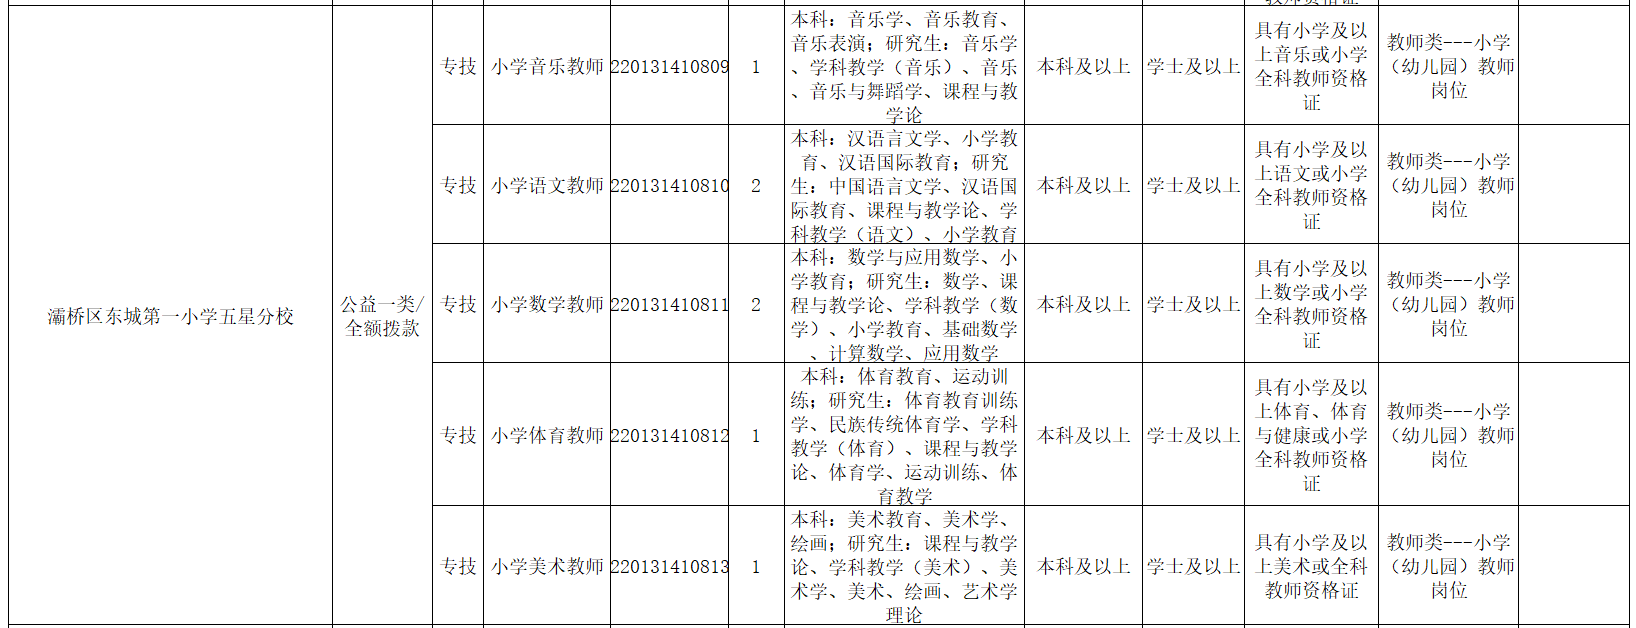 灞桥区东城第一小学五星分校
公益一类/
全额拨款
专技
小学音乐教师
220131410809
1
本科：音乐学、音乐教育、
音乐表演；研究生：音乐学
、学科教学（音乐）、音乐
、音乐与舞蹈学、课程与教
学论
本科及以上
学士及以上
具有小学及以
上音乐或小学
全科教师资格
证
教师类---小学
（幼儿园）教师
岗位
专技
小学语文教师
220131410810
2
本科：汉语言文学、小学教
育、汉语国际教育；研究
生：中国语言文学、汉语国
际教育、课程与教学论、学
科教学（语文）、小学教育
本科及以上
学士及以上
具有小学及以
上语文或小学
全科教师资格
证
教师类---小学
（幼儿园）教师
岗位
专技
小学数学教师
220131410811
2
本科：数学与应用数学、小
学教育；研究生：数学、课
程与教学论、学科教学（数
学）、小学教育、基础数学
、计算数学、应用数学
本科及以上
学士及以上
具有小学及以
上数学或小学
全科教师资格
证
教师类---小学
（幼儿园）教师
岗位
专技
小学体育教师
220131410812
1
本科：体育教育、运动训
练；研究生：体育教育训练
学、民族传统体育学、学科
教学（体育）、课程与教学
论、体育学、运动训练、体
育教学
本科及以上
学士及以上
具有小学及以
上体育、体育
与健康或小学
全科教师资格
证
教师类---小学
（幼儿园）教师
岗位
专技
小学美术教师
220131410813
1
本科：美术教育、美术学、
绘画；研究生：课程与教学
论、学科教学（美术）、美
术学、美术、绘画、艺术学
理论
本科及以上
学士及以上
具有小学及以
上美术或全科
教师资格证
教师类---小学
（幼儿园）教师
岗位